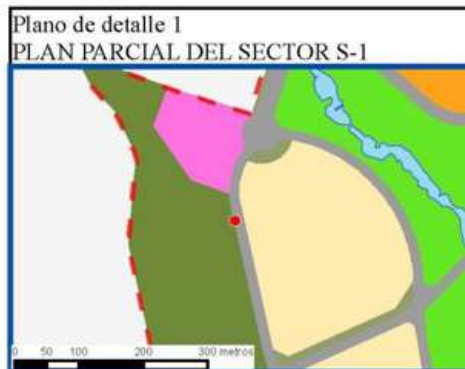 Plano de detalle 1
PLAN PARCIAL DEL SECTOR S-1
0 50 100 200 300 metros